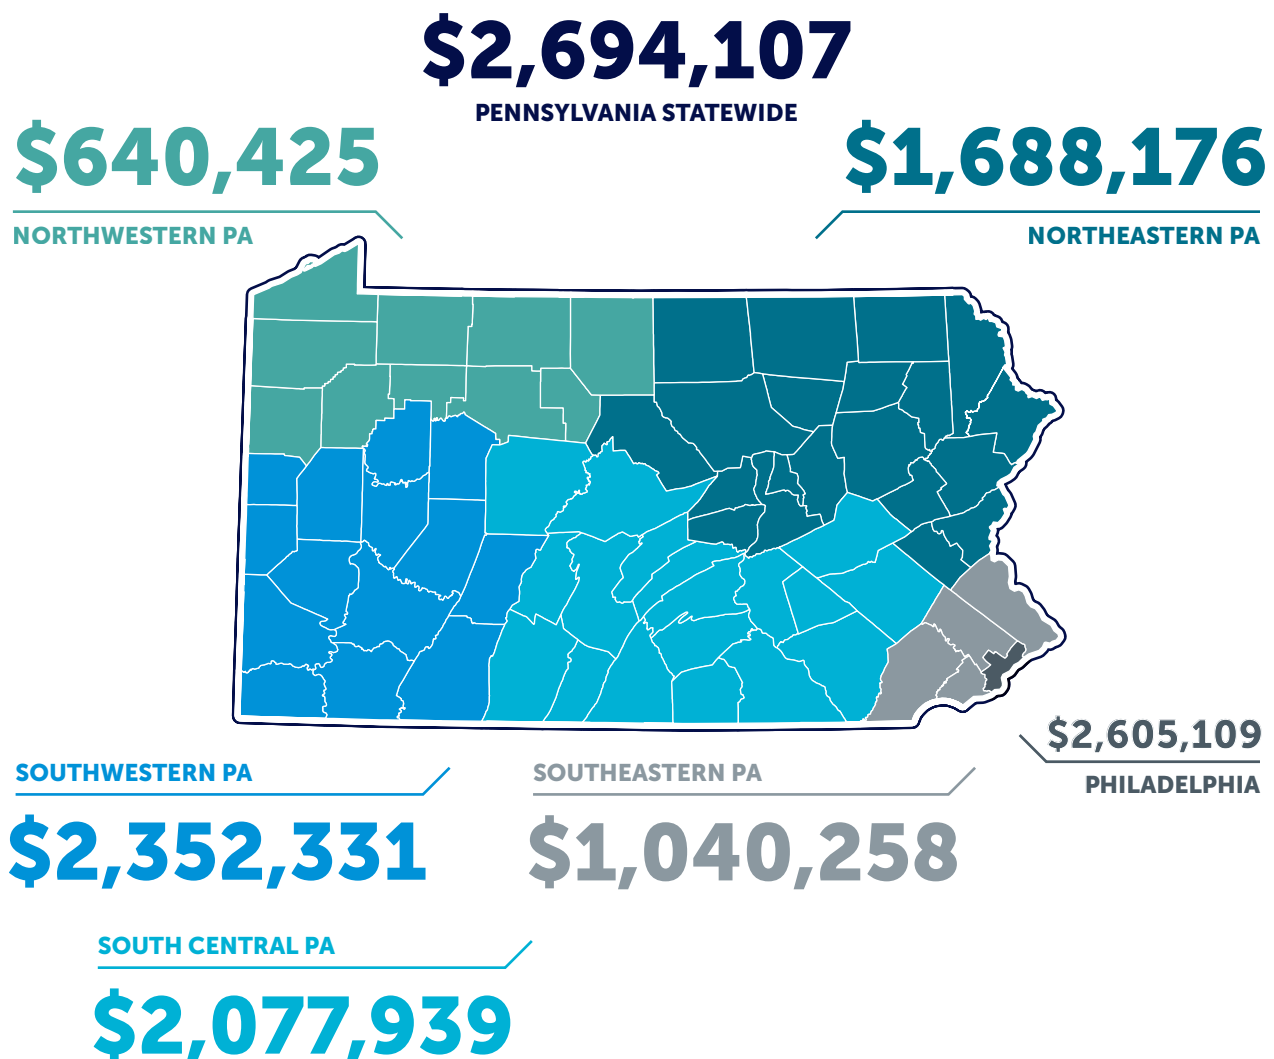 $2,694,107
PENNSYLVANIA STATEWIDE
$640,425
NORTHWESTERN PA
$1,688,176
NORTHEASTERN PA
$2,605,109
PHILADELPHIA
SOUTHWESTERN PA
$2,352,331
SOUTHEASTERN PA
$1,040,258
SOUTH CENTRAL PA
$2,077,939